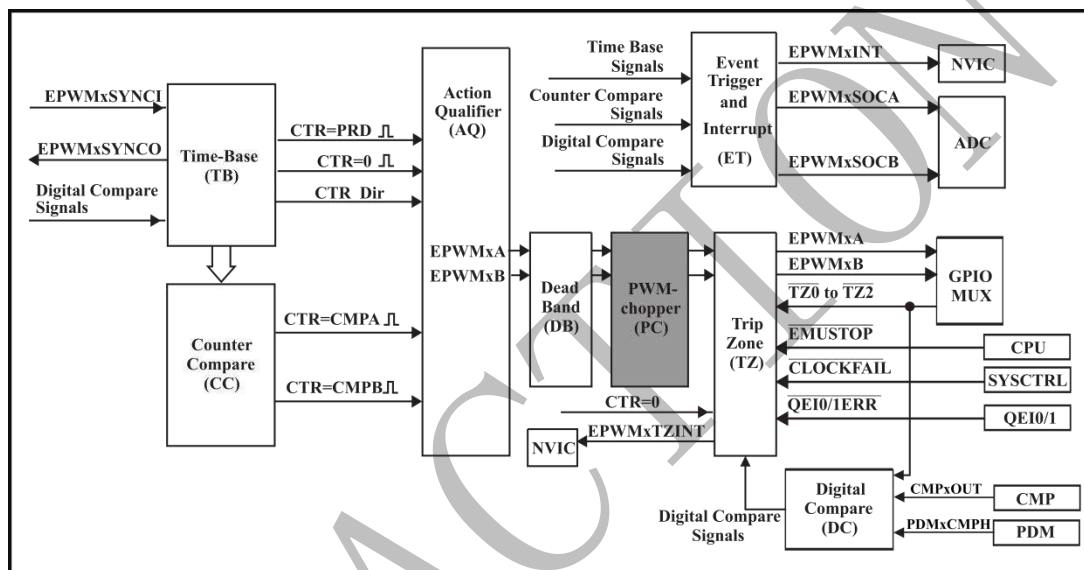 EPWMxSYNCI
EPWMxSYNCO
Digital Compare
Signals
Time-Base
(TB)
CTR=PRD
CTR=0
CTR_Dir
Counter
Compare
(CC)
CTR=CMPA
CTR=CMPB
Action
Qualifier
(AQ)
EPWMxA
EPWMxB
Time Base
Signals
Counter Compare
Signals
Digital Compare
Signals
Event
Trigger
and
Interrupt
(ET)
EPWMxINT
EPWMxSOCA
EPWMxSOCB
NVIC
ADC
Dead
Band
(DB)
PWM-
chopper
(PC)
Trip
Zone
(TZ)
EPWMxA
EPWMxB
TZ0 to TZ2
EMUSTOP
CLOCKFAIL
QEI0/1ERR
GPIO
MUX
CPU
SYSCTRL
QEI0/1
CTR=0
EPWMxTZINT
NVIC
Digital Compare
Signals
Digital
Compare
(DC)
CMPxOUT
PDMxCMPH
CMP
PDM
ACTION